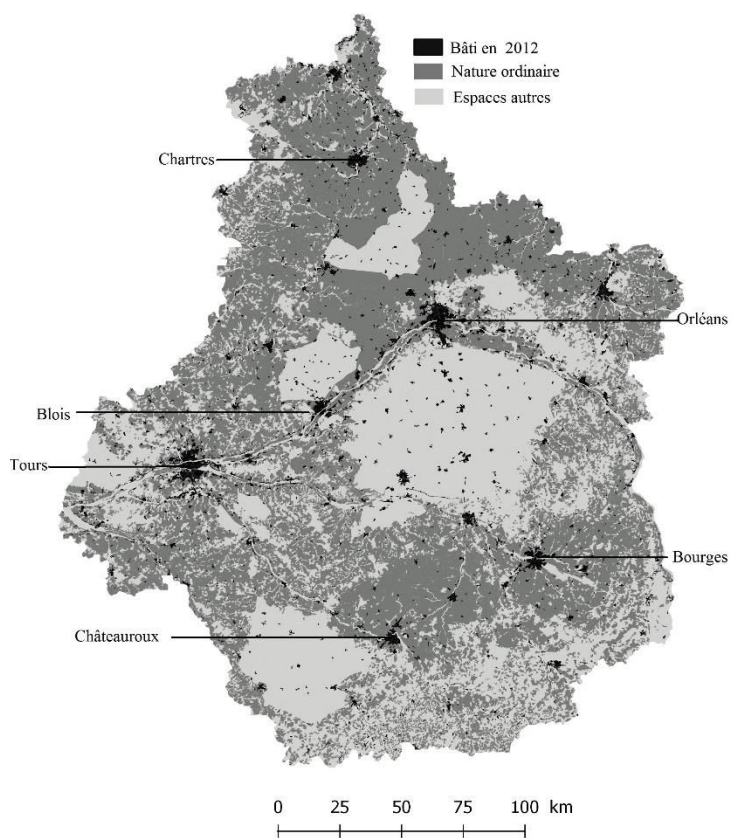 Bâti en 2012
Nature ordinaire
Espaces autres
Chartres
Orléans
Blois
Tours
Bourges
Châteauroux
0 25 50 75 100 km